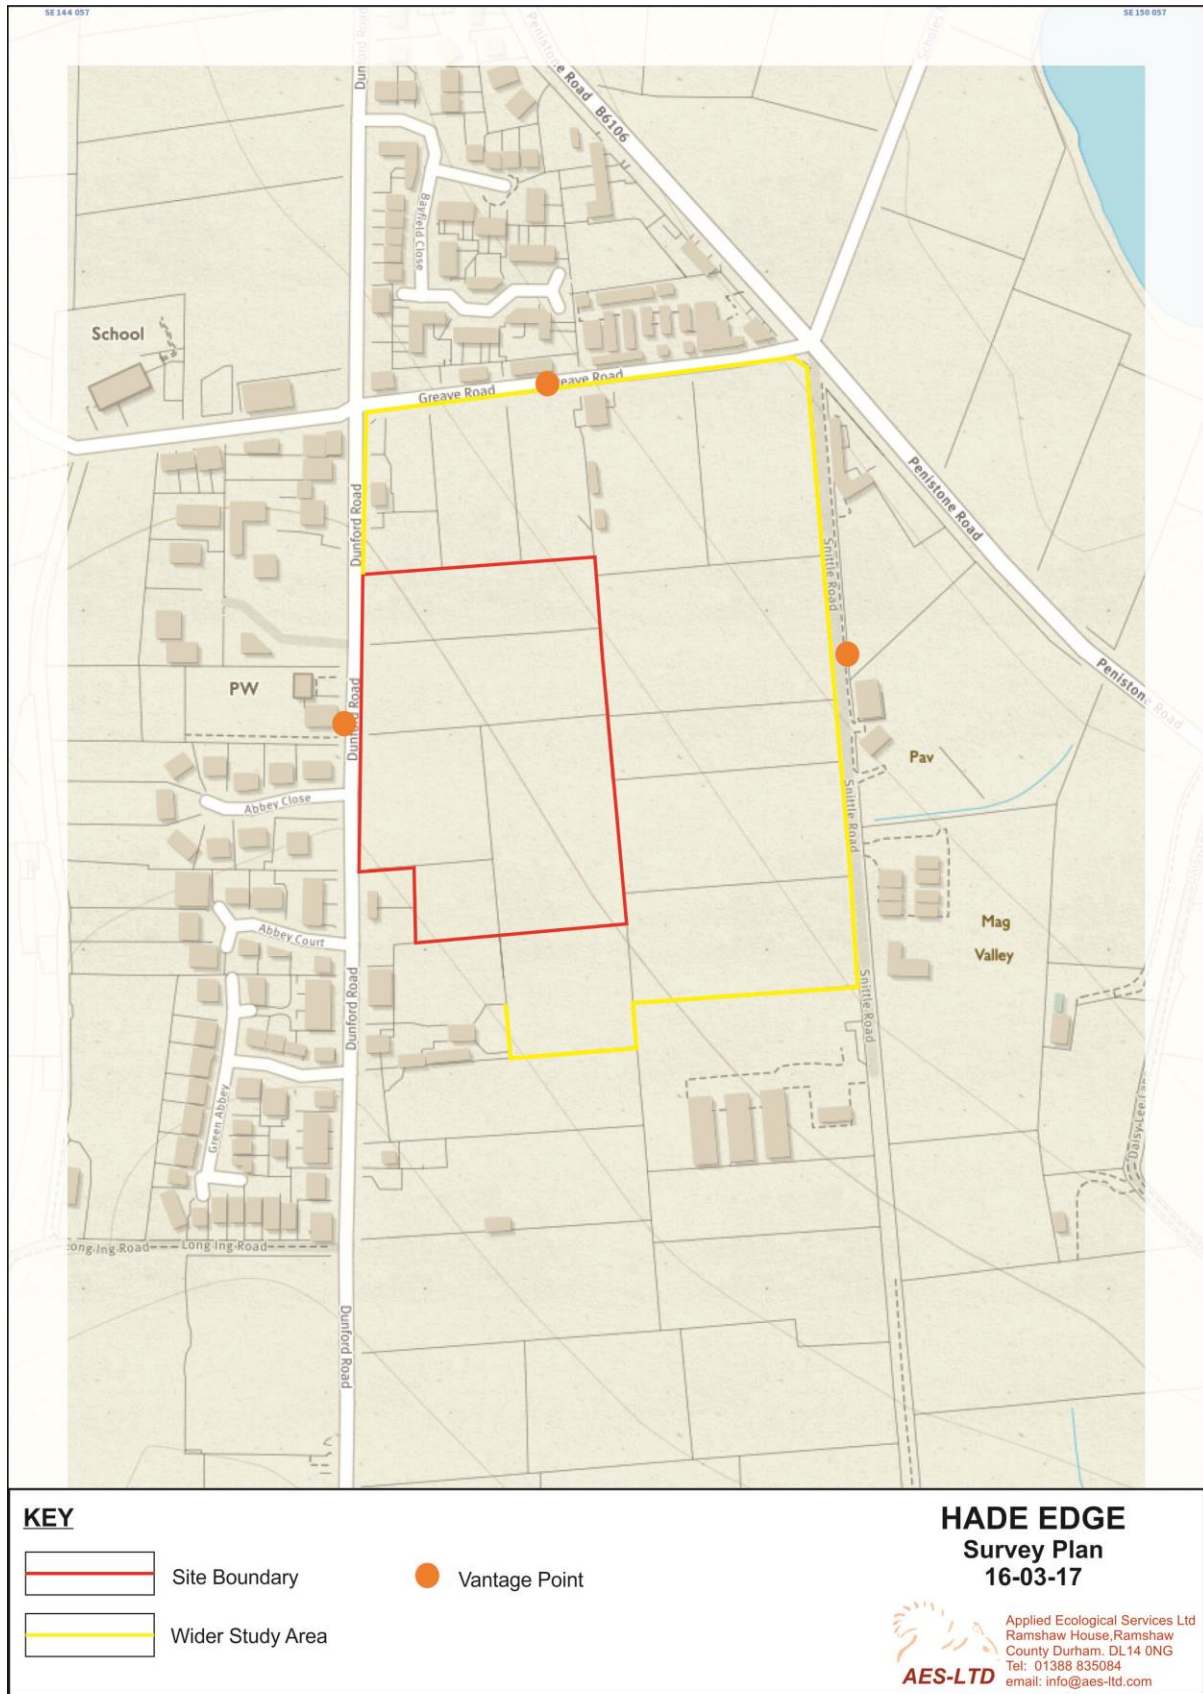 SE 144 057
SE 150 057
Dunford Road
Penistone Road B6106
Bayfield Close
School
Greave Road
Greave Road
Dunford Road
Penistone Road
Snittle Road
PW
Dunford Road
Penistone Road
Pav
Abbey Close
Snittle Road
Mag
Valley
Abbey Court
Dunford Road
Snittle Road
Green Abbey
Daisy Lee Lane
ong Ing Road
Long Ing Road
Dunford Road
KEY
Site Boundary
Vantage Point
Wider Study Area
HADE EDGE
Survey Plan
16-03-17
AES-LTD
Applied Ecological Services Ltd
Ramshaw House,Ramshaw
County Durham. DL14 0NG
Tel: 01388 835084
email: info@aes-ltd.com